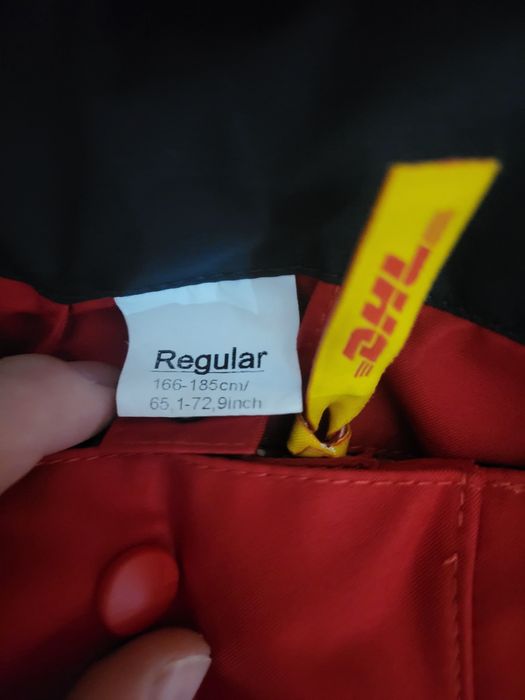 Regular
166-185cm/
65,1-72,9inch
DHL